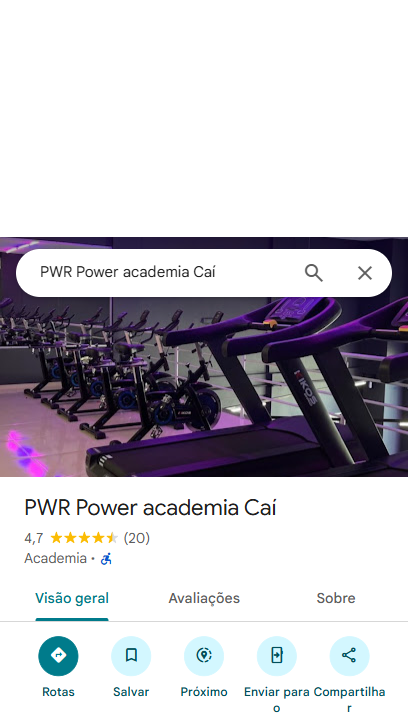 PWR Power academia Caí
KIKOS
PWR Power academia Caí
4,7 (20)
Academia ·
Visão geral Avaliações Sobre
Rotas Salvar Próximo Enviar para o Compartilhar